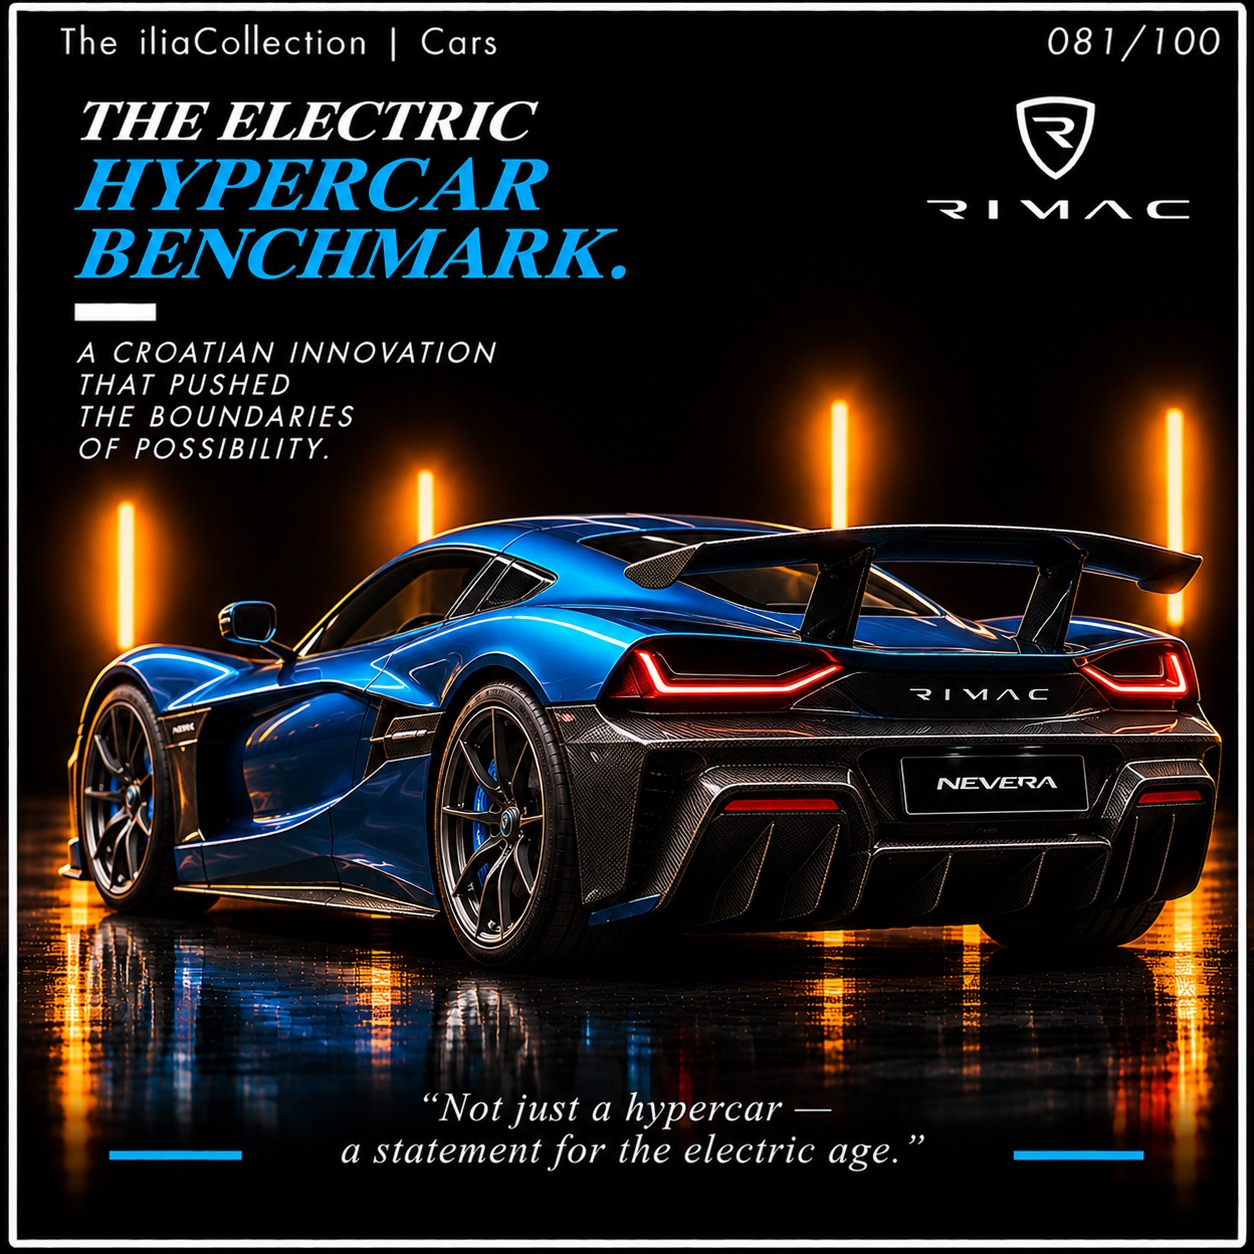 The iliaCollection | Cars
081/100
THE ELECTRIC
HYPERCAR
BENCHMARK.
RIMAC
A CROATIAN INNOVATION
THAT PUSHED
THE BOUNDARIES
OF POSSIBILITY.
RIMAC
NEVERA
“Not just a hypercar —
a statement for the electric age.”